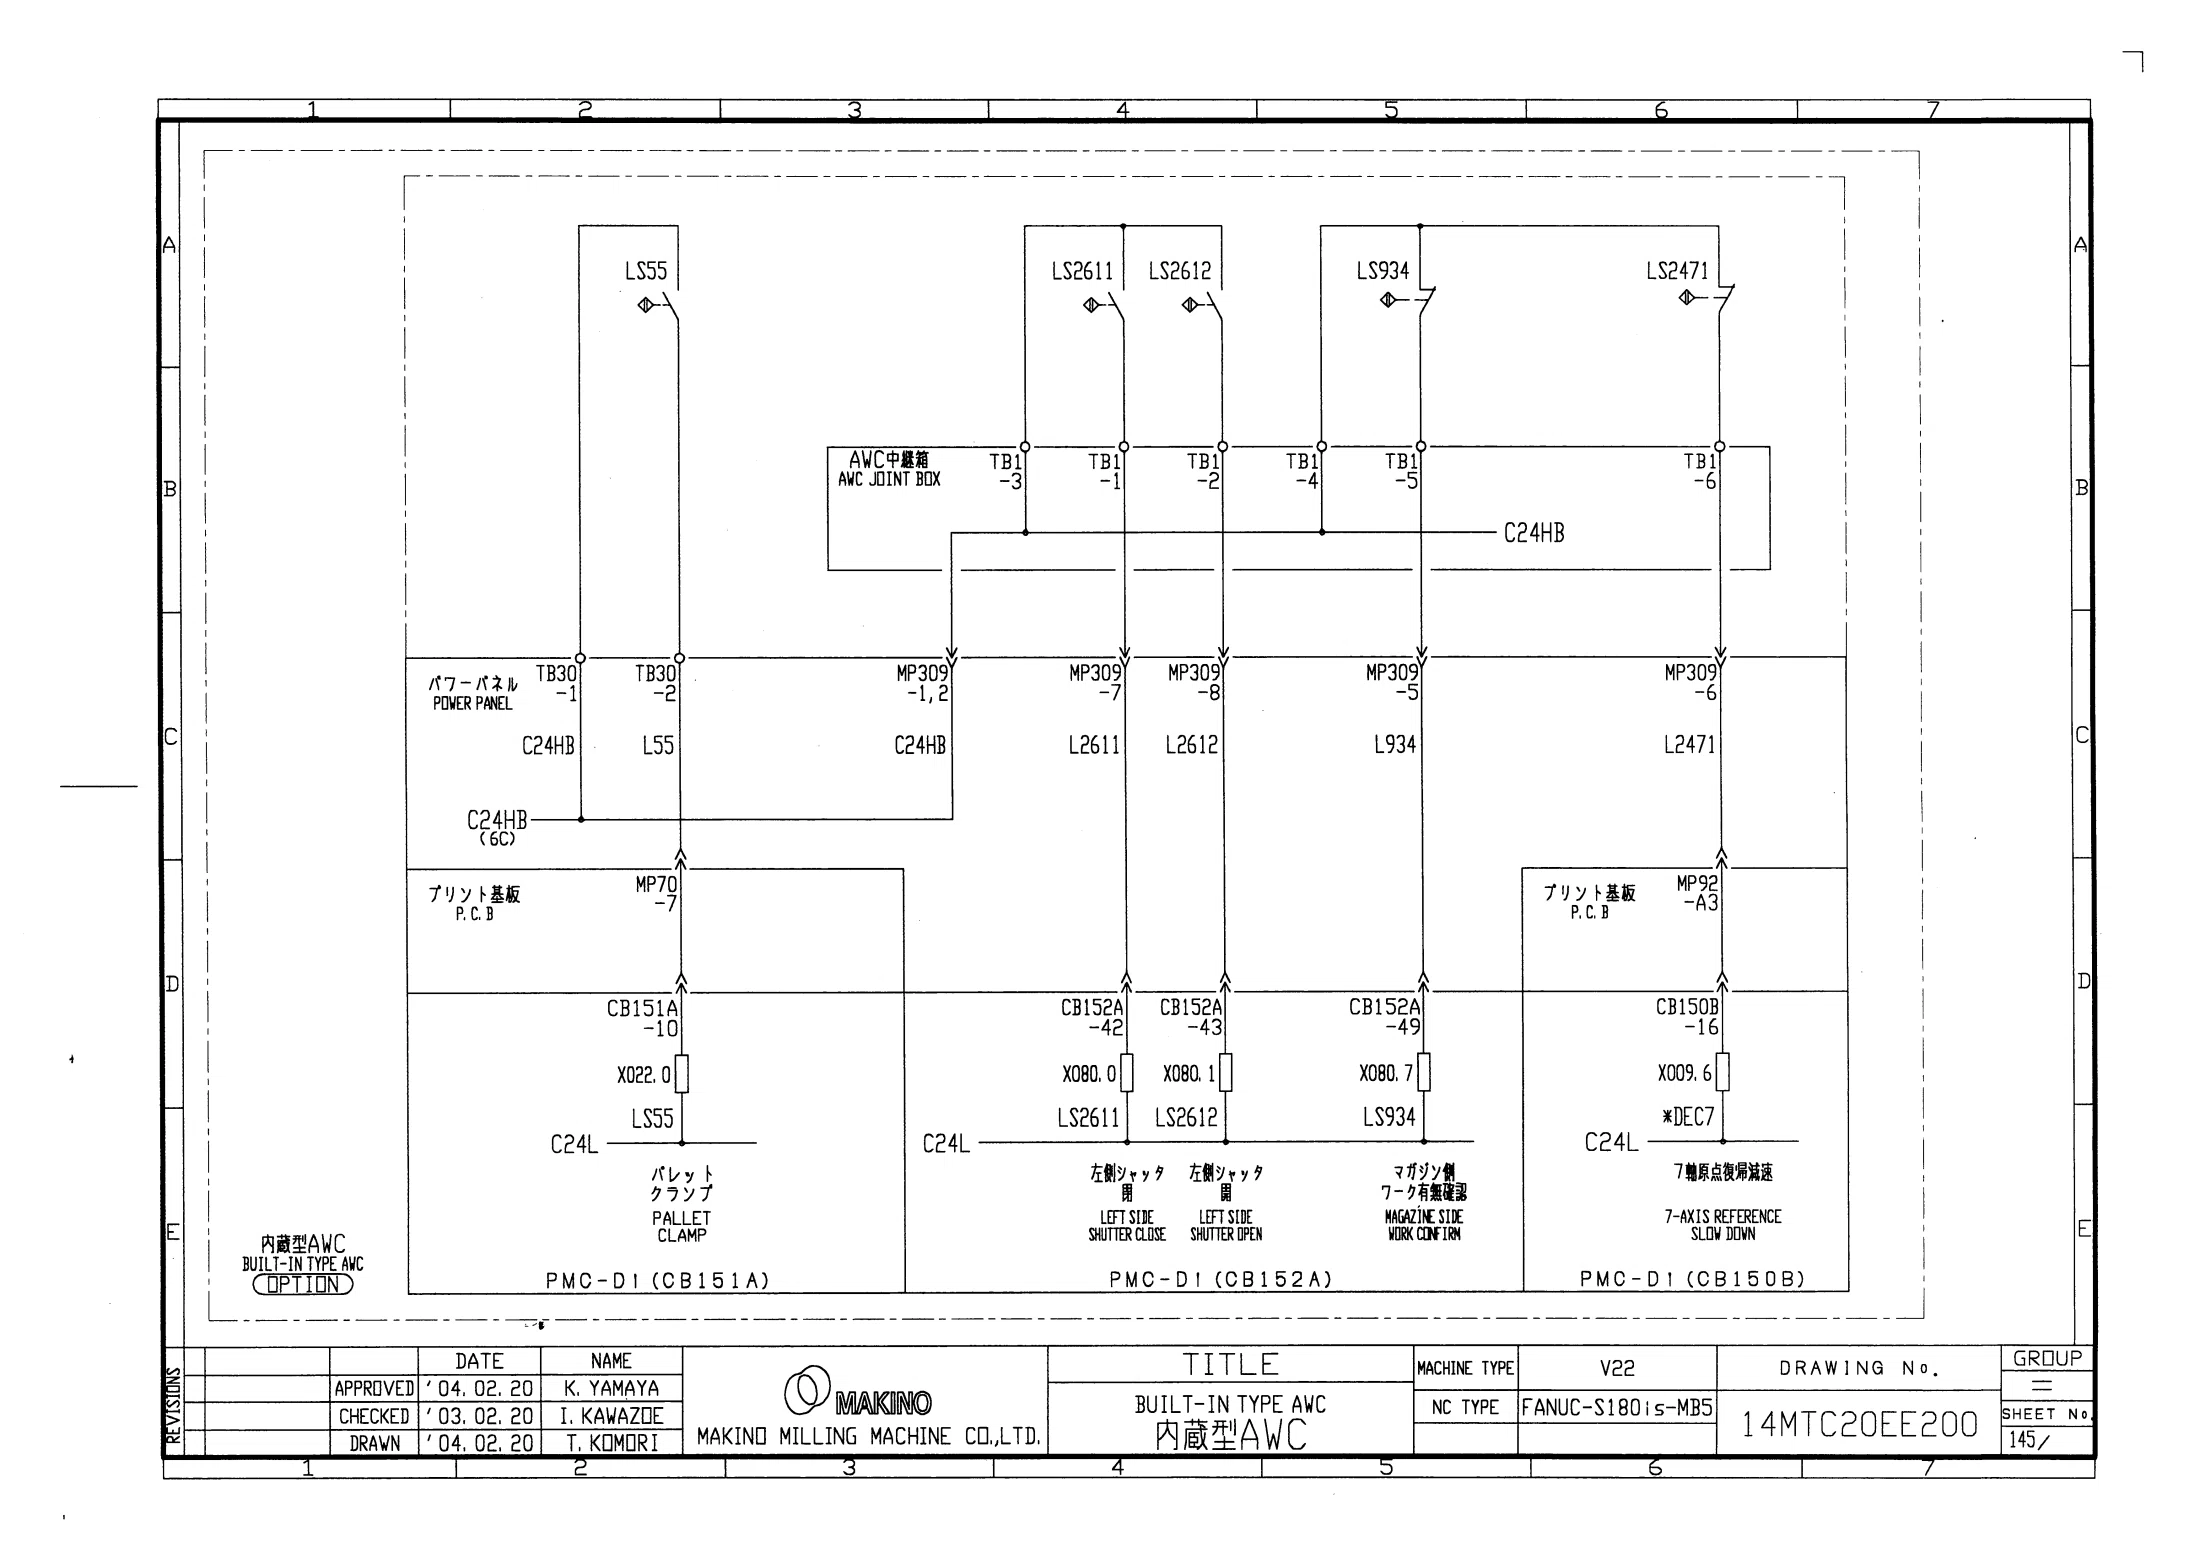 1 2 3 4 5 6 7
A A
LS55 LS2611 LS2612 LS934 LS2471
B B
AWC中継箱
AWC JOINT BOX
TB1 TB1 TB1 TB1 TB1 TB1
-3 -1 -2 -4 -5 -6
C24HB
パワーパネル
POWER PANEL
TB30 TB30 MP309 MP309 MP309 MP309 MP309
-1 -2 -1,2 -7 -8 -5 -6
C C
C24HB L55 C24HB L2611 L2612 L934 L2471
C24HB
(6C)
プリント基板
P.C.B
MP70
-7
プリント基板
P.C.B
MP92
-A3
D D
CB151A CB152A CB152A CB152A CB150B
-10 -42 -43 -49 -16
X022.0 X080.0 X080.1 X080.7 X009.6
LS55 LS2611 LS2612 LS934 *DEC7
C24L C24L C24L
パレット
クランプ
PALLET
CLAMP
左側シャッタ
閉
LEFT SIDE
SHUTTER CLOSE
左側シャッタ
開
LEFT SIDE
SHUTTER OPEN
マガジン側
ワーク有無確認
MAGAZINE SIDE
WORK CONFIRM
7軸原点復帰減速
7-AXIS REFERENCE
SLOW DOWN
E E
内蔵型AWC
BUILT-IN TYPE AWC
OPTION
PMC-DI(CB151A) PMC-DI(CB152A) PMC-DI(CB150B)
REVISIONS
DATE NAME
APPROVED '04.02.20 K. YAMAYA
CHECKED '03.02.20 I. KAWAZOE
DRAWN '04.02.20 T. KOMORI
MAKINO
MAKINO MILLING MACHINE CO.,LTD.
TITLE
BUILT-IN TYPE AWC
内蔵型AWC
MACHINE TYPE V22
NC TYPE FANUC-S180is-MB5
DRAWING No.
14MTC20EE200
GROUP
=
SHEET No.
145/
1 2 3 4 5 6 7